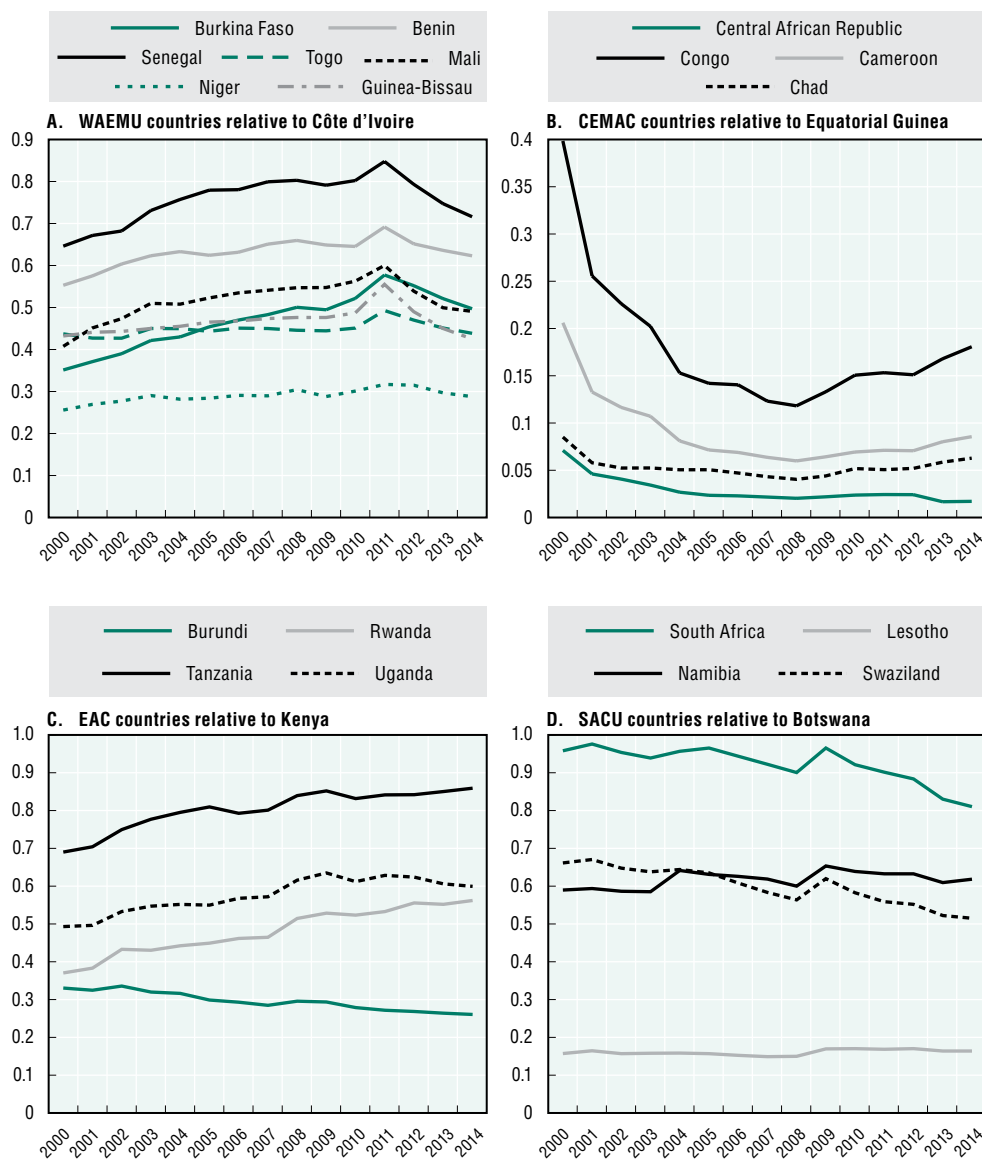 Burkina Faso Benin
Senegal Togo Mali
Niger Guinea-Bissau
A. WAEMU countries relative to Côte d’Ivoire
0.9
0.8
0.7
0.6
0.5
0.4
0.3
0.4
0.1
0
2000 2001 2002 2003 2004 2005 2006 2007 2008 2009 2010 2011 2012 2013 2014
Central African Republic
Congo Cameroon
Chad
B. CEMAC countries relative to Equatorial Guinea
0.4
0.35
0.3
0.25
0.2
0.15
0.1
0.05
0
2000 2001 2002 2003 2004 2005 2006 2007 2008 2009 2010 2011 2012 2013 2014
Burundi Rwanda
Tanzania Uganda
C. EAC countries relative to Kenya
1.0
0.9
0.8
0.7
0.6
0.5
0.4
0.3
0.2
0.1
0
2000 2001 2002 2003 2004 2005 2006 2007 2008 2009 2010 2011 2012 2013 2014
South Africa Lesotho
Namibia Swaziland
D. SACU countries relative to Botswana
1.0
0.9
0.8
0.7
0.6
0.5
0.4
0.3
0.2
0.1
0
2000 2001 2002 2003 2004 2005 2006 2007 2008 2009 2010 2011 2012 2013 2014